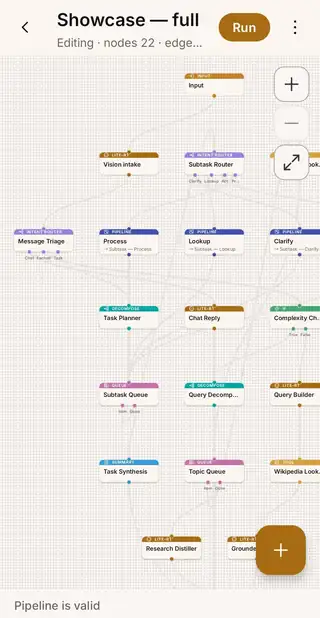 Showcase — full
Run
Editing · nodes 22 · edge...
INPUT
Input
LITE-RT
Vision intake
INTENT ROUTER
Subtask Router
Clarify Lookup
INTENT ROUTER
Message Triage
PIPELINE
Process
→ Subtask — Process
PIPELINE
Lookup
→ Subtask — Lookup
PIPELINE
Clarify
→ Subtask — Clarify
DECOMPOSE
Task Planner
LITE-RT
Chat Reply
Complexity Ch...
True False
QUEUE
Subtask Queue
Item Done
DECOMPOSE
Query Decomp...
LITE-RT
Query Builder
SUMMARY
Task Synthesis
QUEUE
Topic Queue
Item Done
Wikipedia Look
LITE-RT
Research Distiller
LITE-RT
Grounde
Pipeline is valid